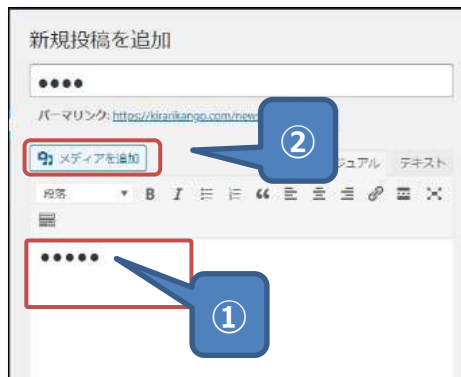 新規投稿を追加
●●●●
パーマリンク: https://kirarikango.com/new
②
メディアを追加
ジュアル テキスト
段落 B I
●●●●●
①